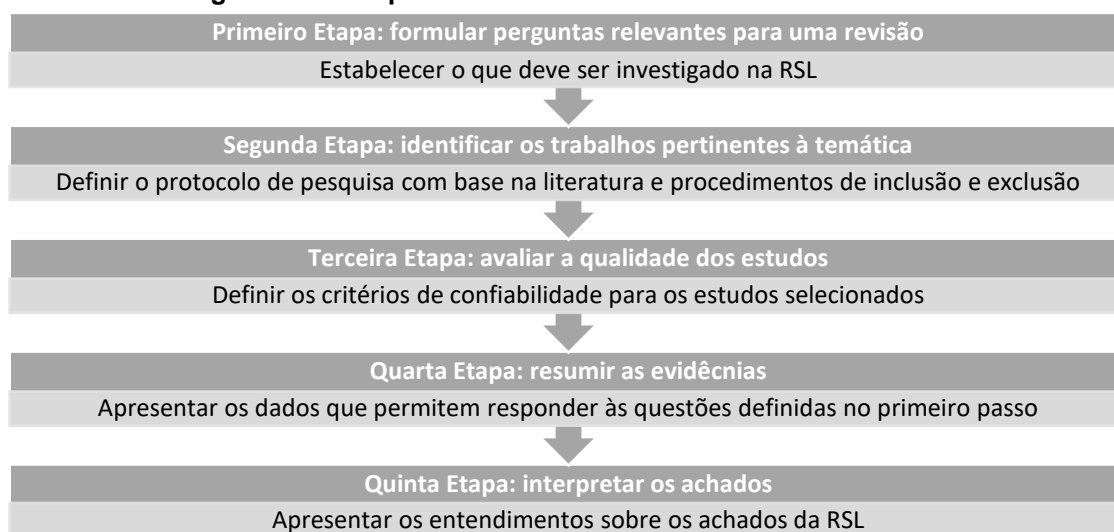 Primeiro Etapa: formular perguntas relevantes para uma revisão
Estabelecer o que deve ser investigado na RSL
Segunda Etapa: identificar os trabalhos pertinentes à temática
Definir o protocolo de pesquisa com base na literatura e procedimentos de inclusão e exclusão
Terceira Etapa: avaliar a qualidade dos estudos
Definir os critérios de confiabilidade para os estudos selecionados
Quarta Etapa: resumir as evidêcnias
Apresentar os dados que permitem responder às questões definidas no primeiro passo
Quinta Etapa: interpretar os achados
Apresentar os entendimentos sobre os achados da RSL